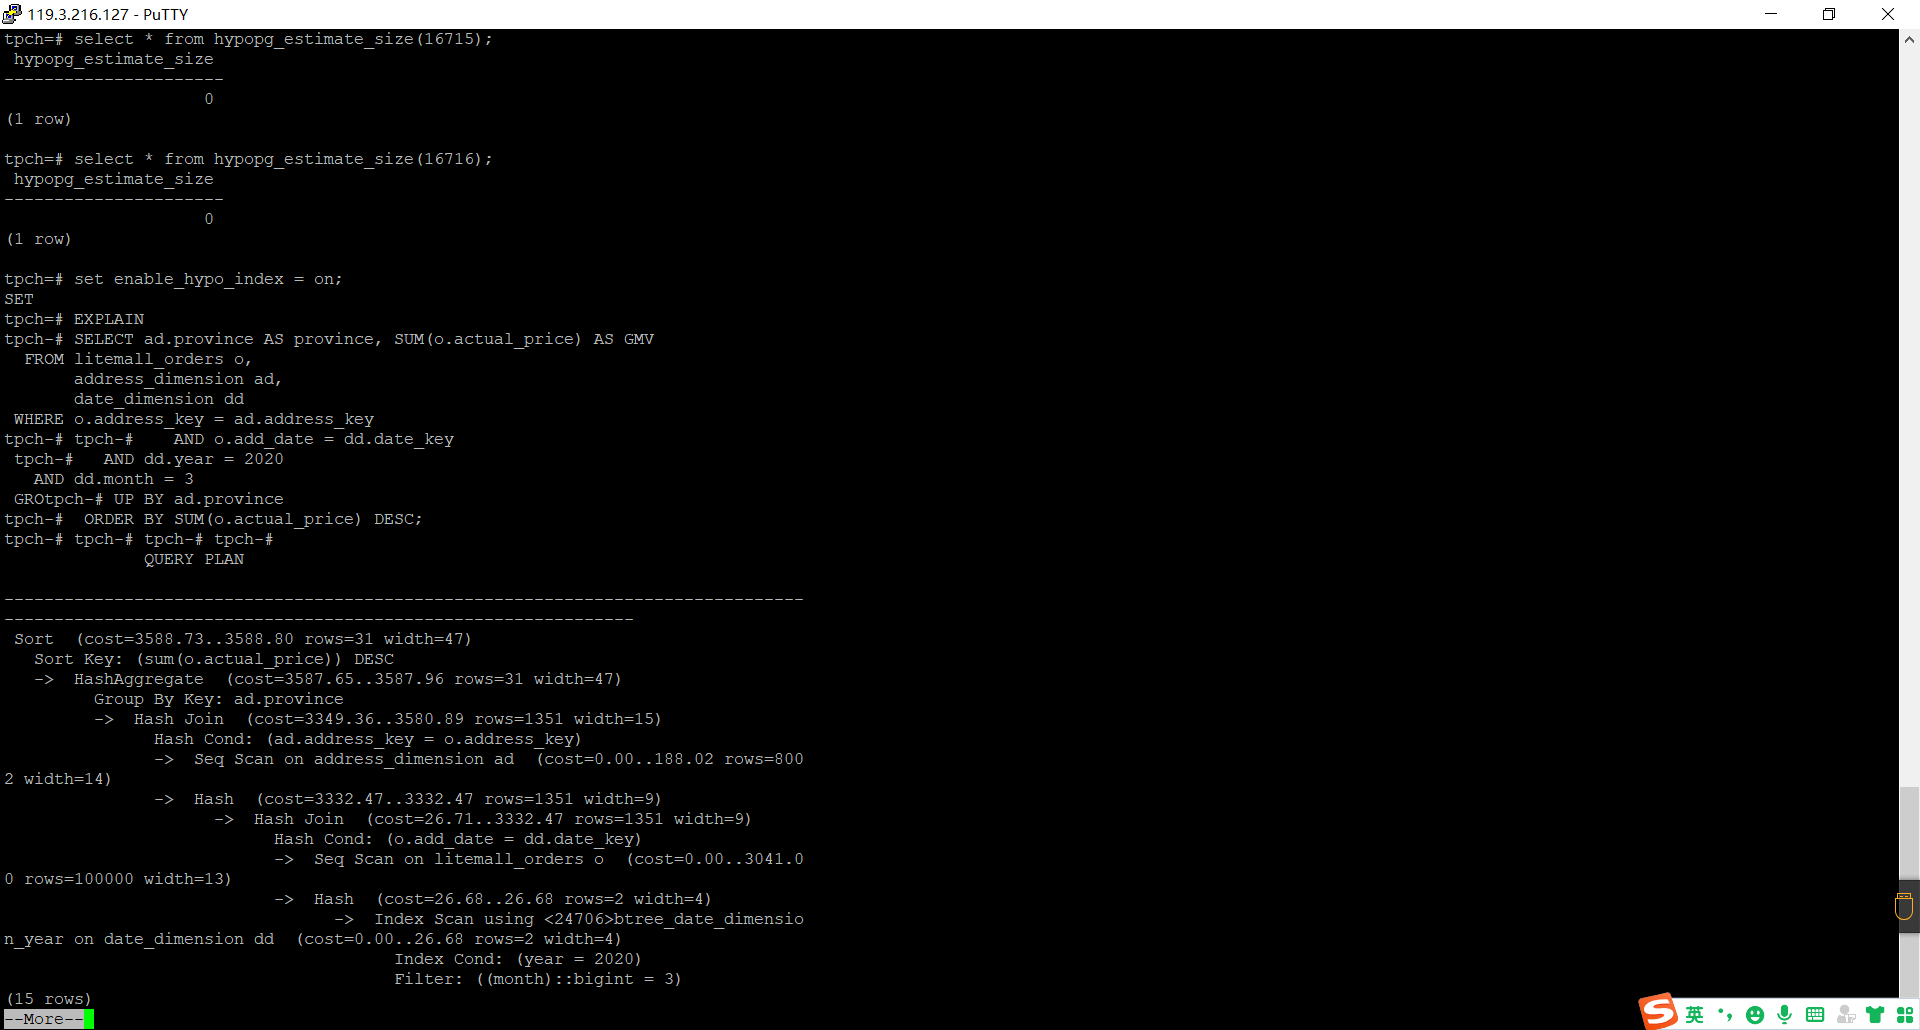 119.3.216.127 - PuTTY
tpch=# select * from hypopg_estimate_size(16715);
 hypopg_estimate_size
----------------------
                    0
(1 row)
tpch=# select * from hypopg_estimate_size(16716);
 hypopg_estimate_size
----------------------
                    0
(1 row)
tpch=# set enable_hypo_index = on;
SET
tpch=# EXPLAIN
tpch-# SELECT ad.province AS province, SUM(o.actual_price) AS GMV
  FROM litemall_orders o,
       address_dimension ad,
       date_dimension dd
 WHERE o.address_key = ad.address_key
tpch-# tpch-#    AND o.add_date = dd.date_key
 tpch-#   AND dd.year = 2020
   AND dd.month = 3
 GROtpch-# UP BY ad.province
tpch-#  ORDER BY SUM(o.actual_price) DESC;
tpch-# tpch-# tpch-# tpch-#
              QUERY PLAN
--------------------------------------------------------------------------------
---------------------------------------------------------------
 Sort  (cost=3588.73..3588.80 rows=31 width=47)
   Sort Key: (sum(o.actual_price)) DESC
   ->  HashAggregate  (cost=3587.65..3587.96 rows=31 width=47)
         Group By Key: ad.province
         ->  Hash Join  (cost=3349.36..3580.89 rows=1351 width=15)
               Hash Cond: (ad.address_key = o.address_key)
               ->  Seq Scan on address_dimension ad  (cost=0.00..188.02 rows=800
2 width=14)
               ->  Hash  (cost=3332.47..3332.47 rows=1351 width=9)
                     ->  Hash Join  (cost=26.71..3332.47 rows=1351 width=9)
                           Hash Cond: (o.add_date = dd.date_key)
                           ->  Seq Scan on litemall_orders o  (cost=0.00..3041.0
0 rows=100000 width=13)
                           ->  Hash  (cost=26.68..26.68 rows=2 width=4)
                                 ->  Index Scan using <24706>btree_date_dimensio
n_year on date_dimension dd  (cost=0.00..26.68 rows=2 width=4)
                                       Index Cond: (year = 2020)
                                       Filter: ((month)::bigint = 3)
(15 rows)
--More--
S 英